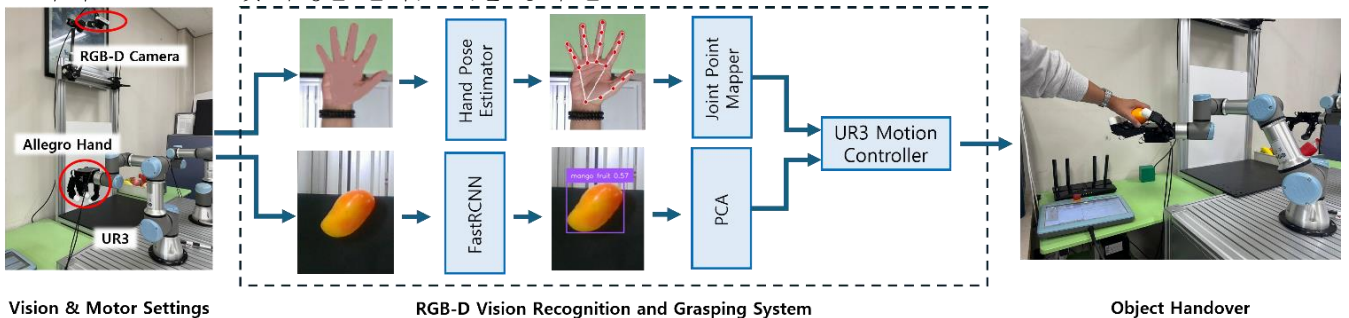 RGB-D Camera
Allegro Hand
UR3
Hand Pose
Estimator
Joint Point
Mapper
FastRCNN
mango fruit 0.57
PCA
UR3 Motion
Controller
Vision & Motor Settings
RGB-D Vision Recognition and Grasping System
Object Handover